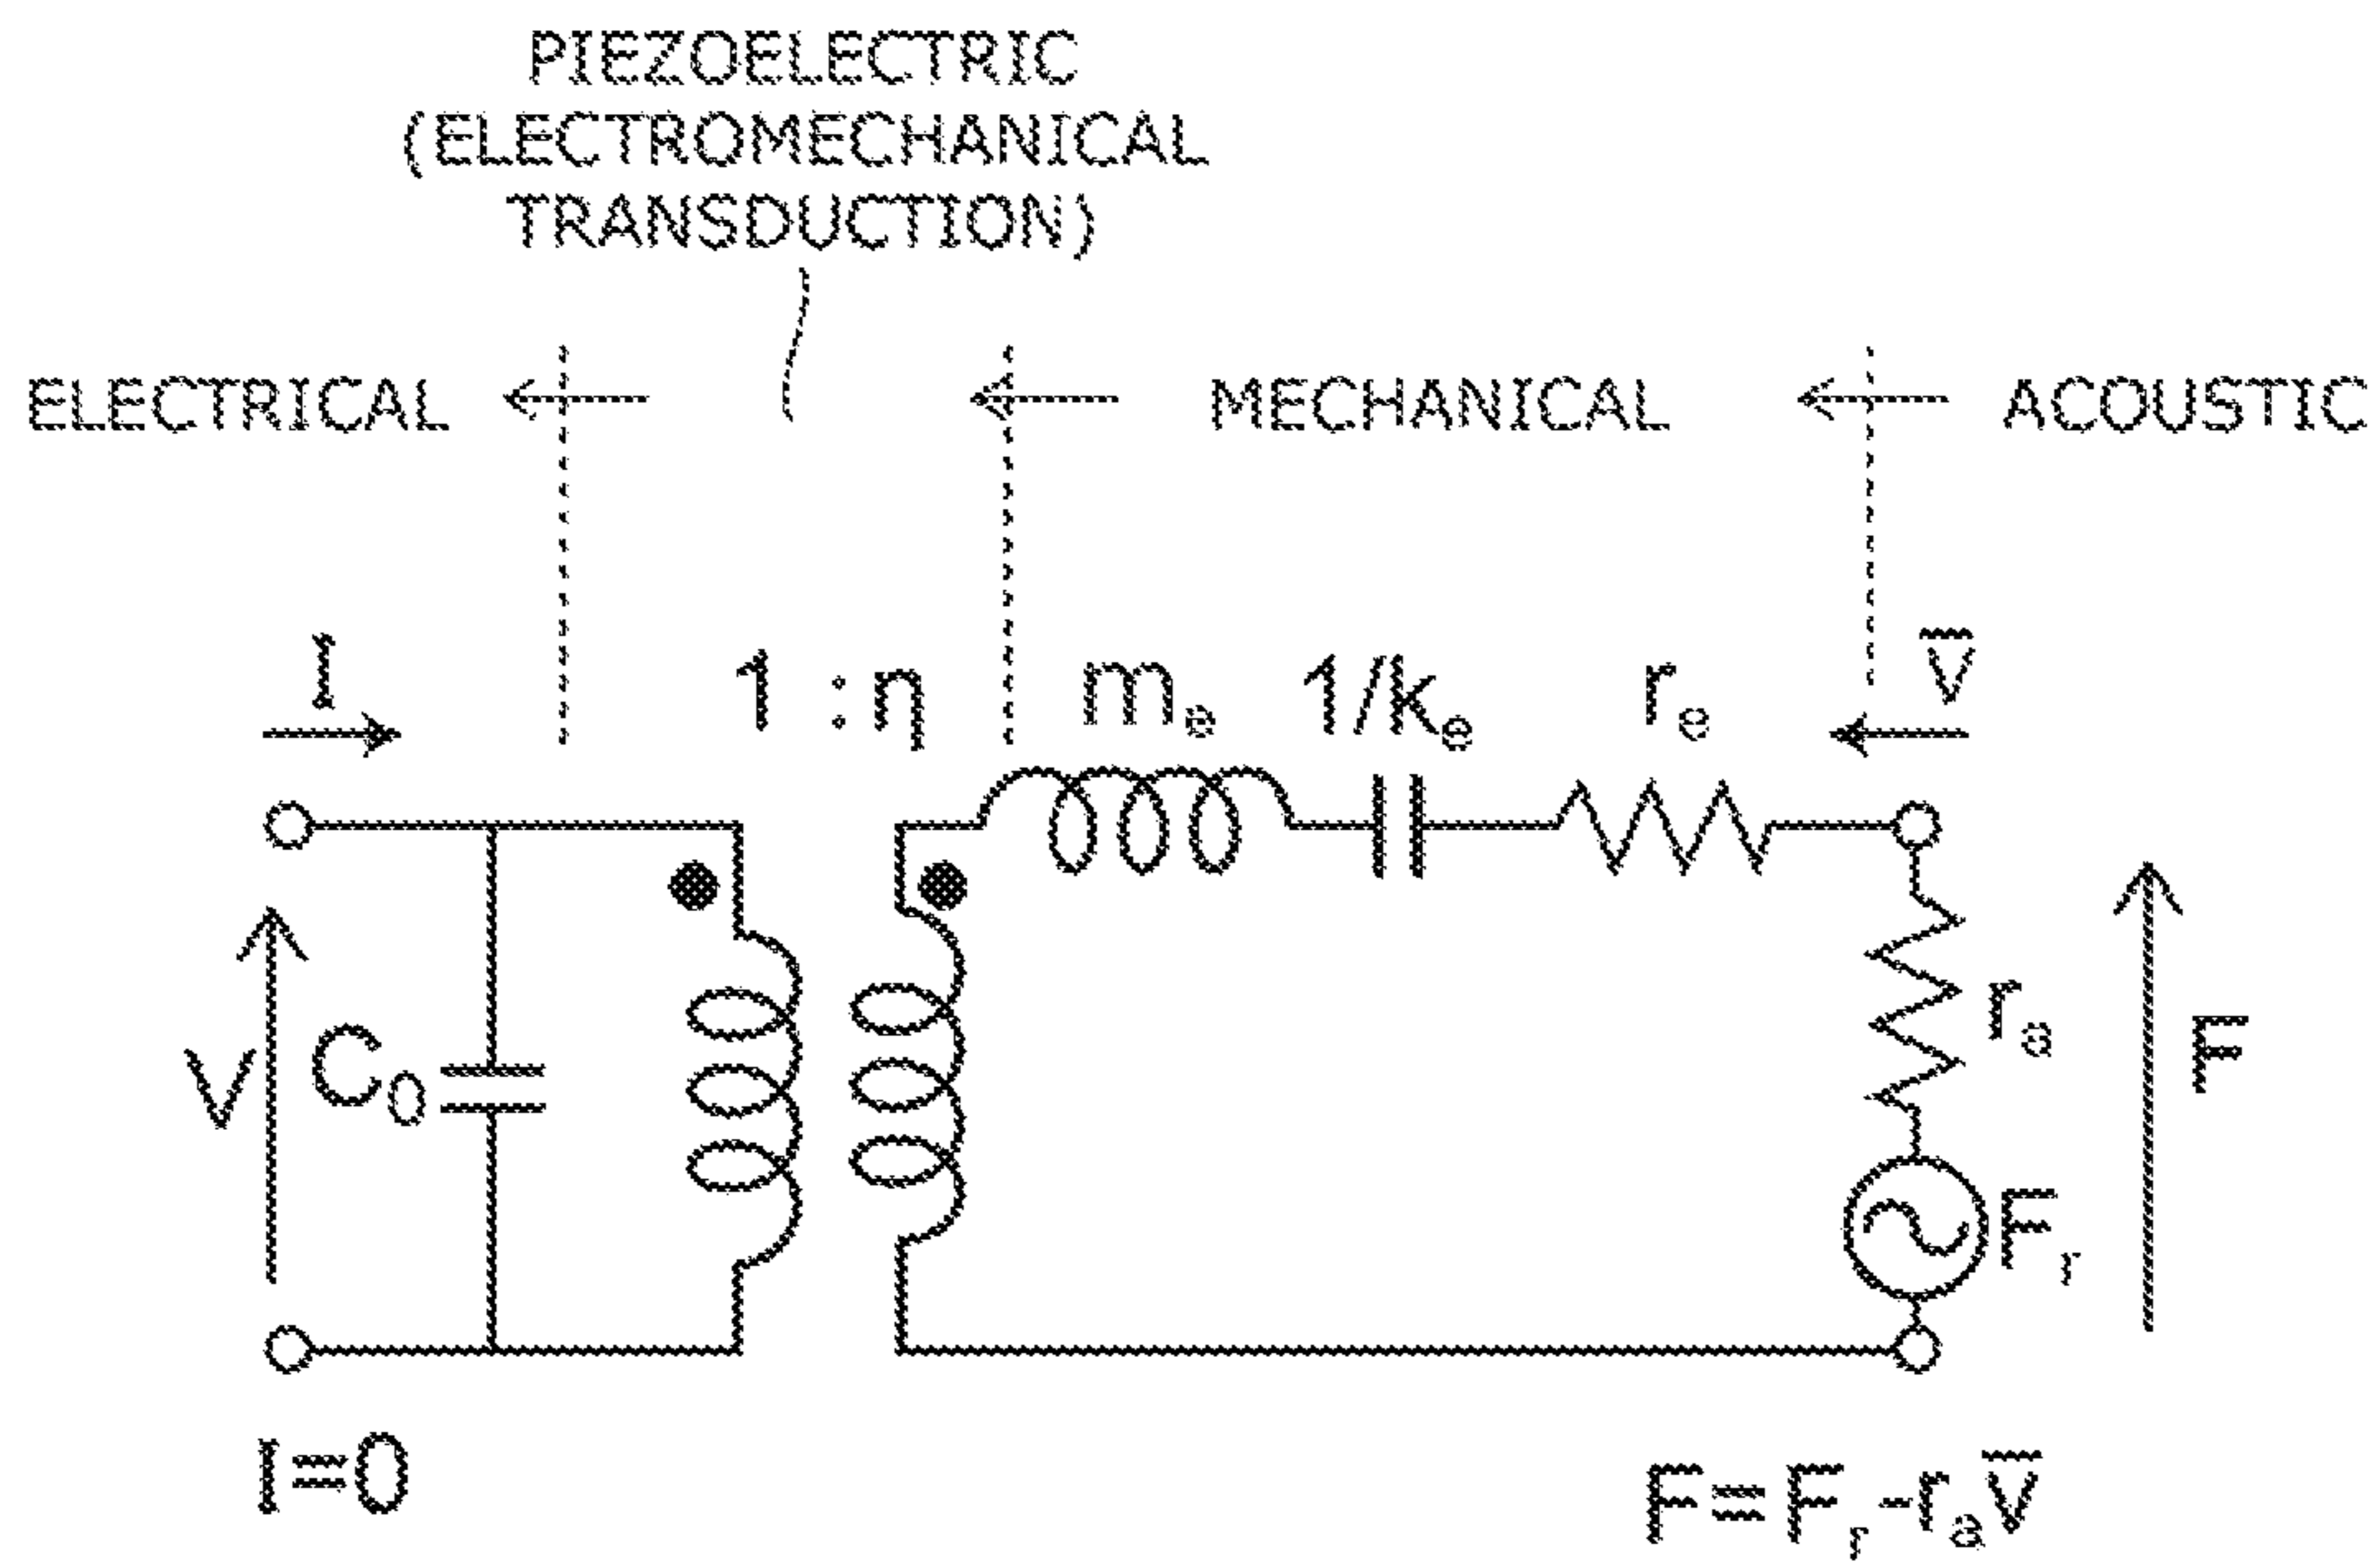 PIEZOELECTRIC
(ELECTROMECHANICAL
TRANSDUCTION)
ELECTRICAL
MECHANICAL
ACOUSTIC
I
1 : η
mₑ
1/kₑ
rₑ
v̅
V
C₀
rₐ
F
Fᵣ
I=0
F=Fᵣ-rₐv̅